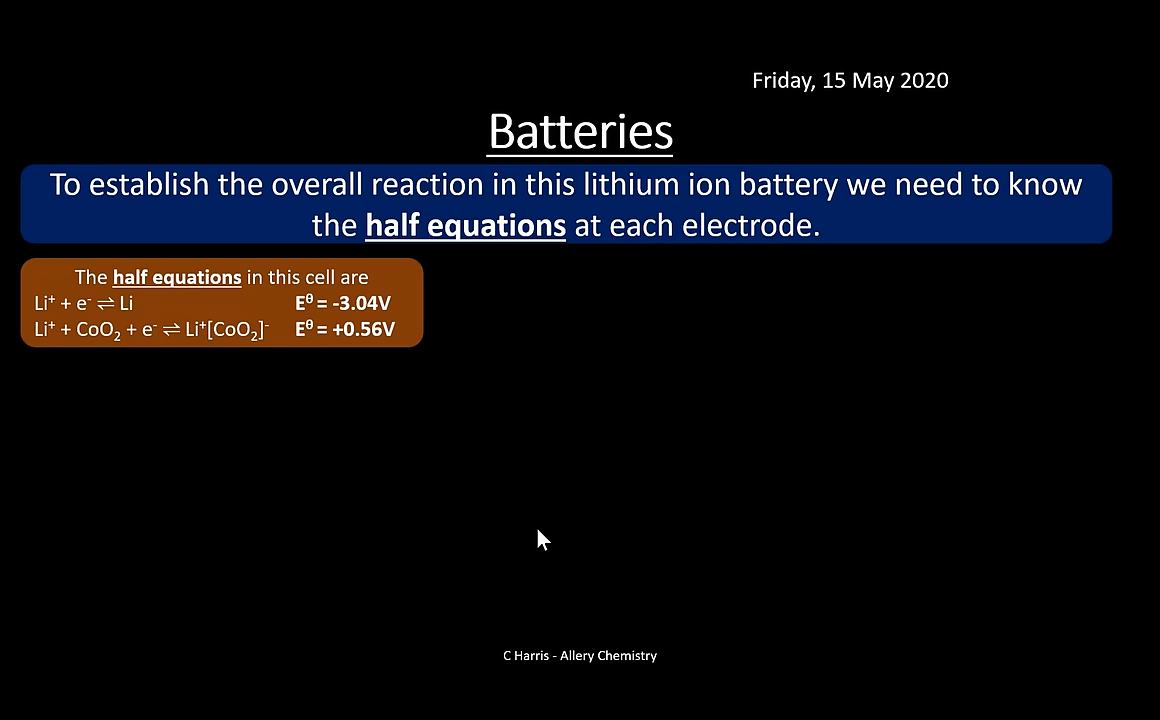 Friday, 15 May 2020
Batteries
To establish the overall reaction in this lithium ion battery we need to know
the half equations at each electrode.
The half equations in this cell are
Li⁺ + e⁻ ⇌ Li E^θ = -3.04V
Li⁺ + CoO₂ + e⁻ ⇌ Li⁺[CoO₂]⁻ E^θ = +0.56V
C Harris - Allery Chemistry